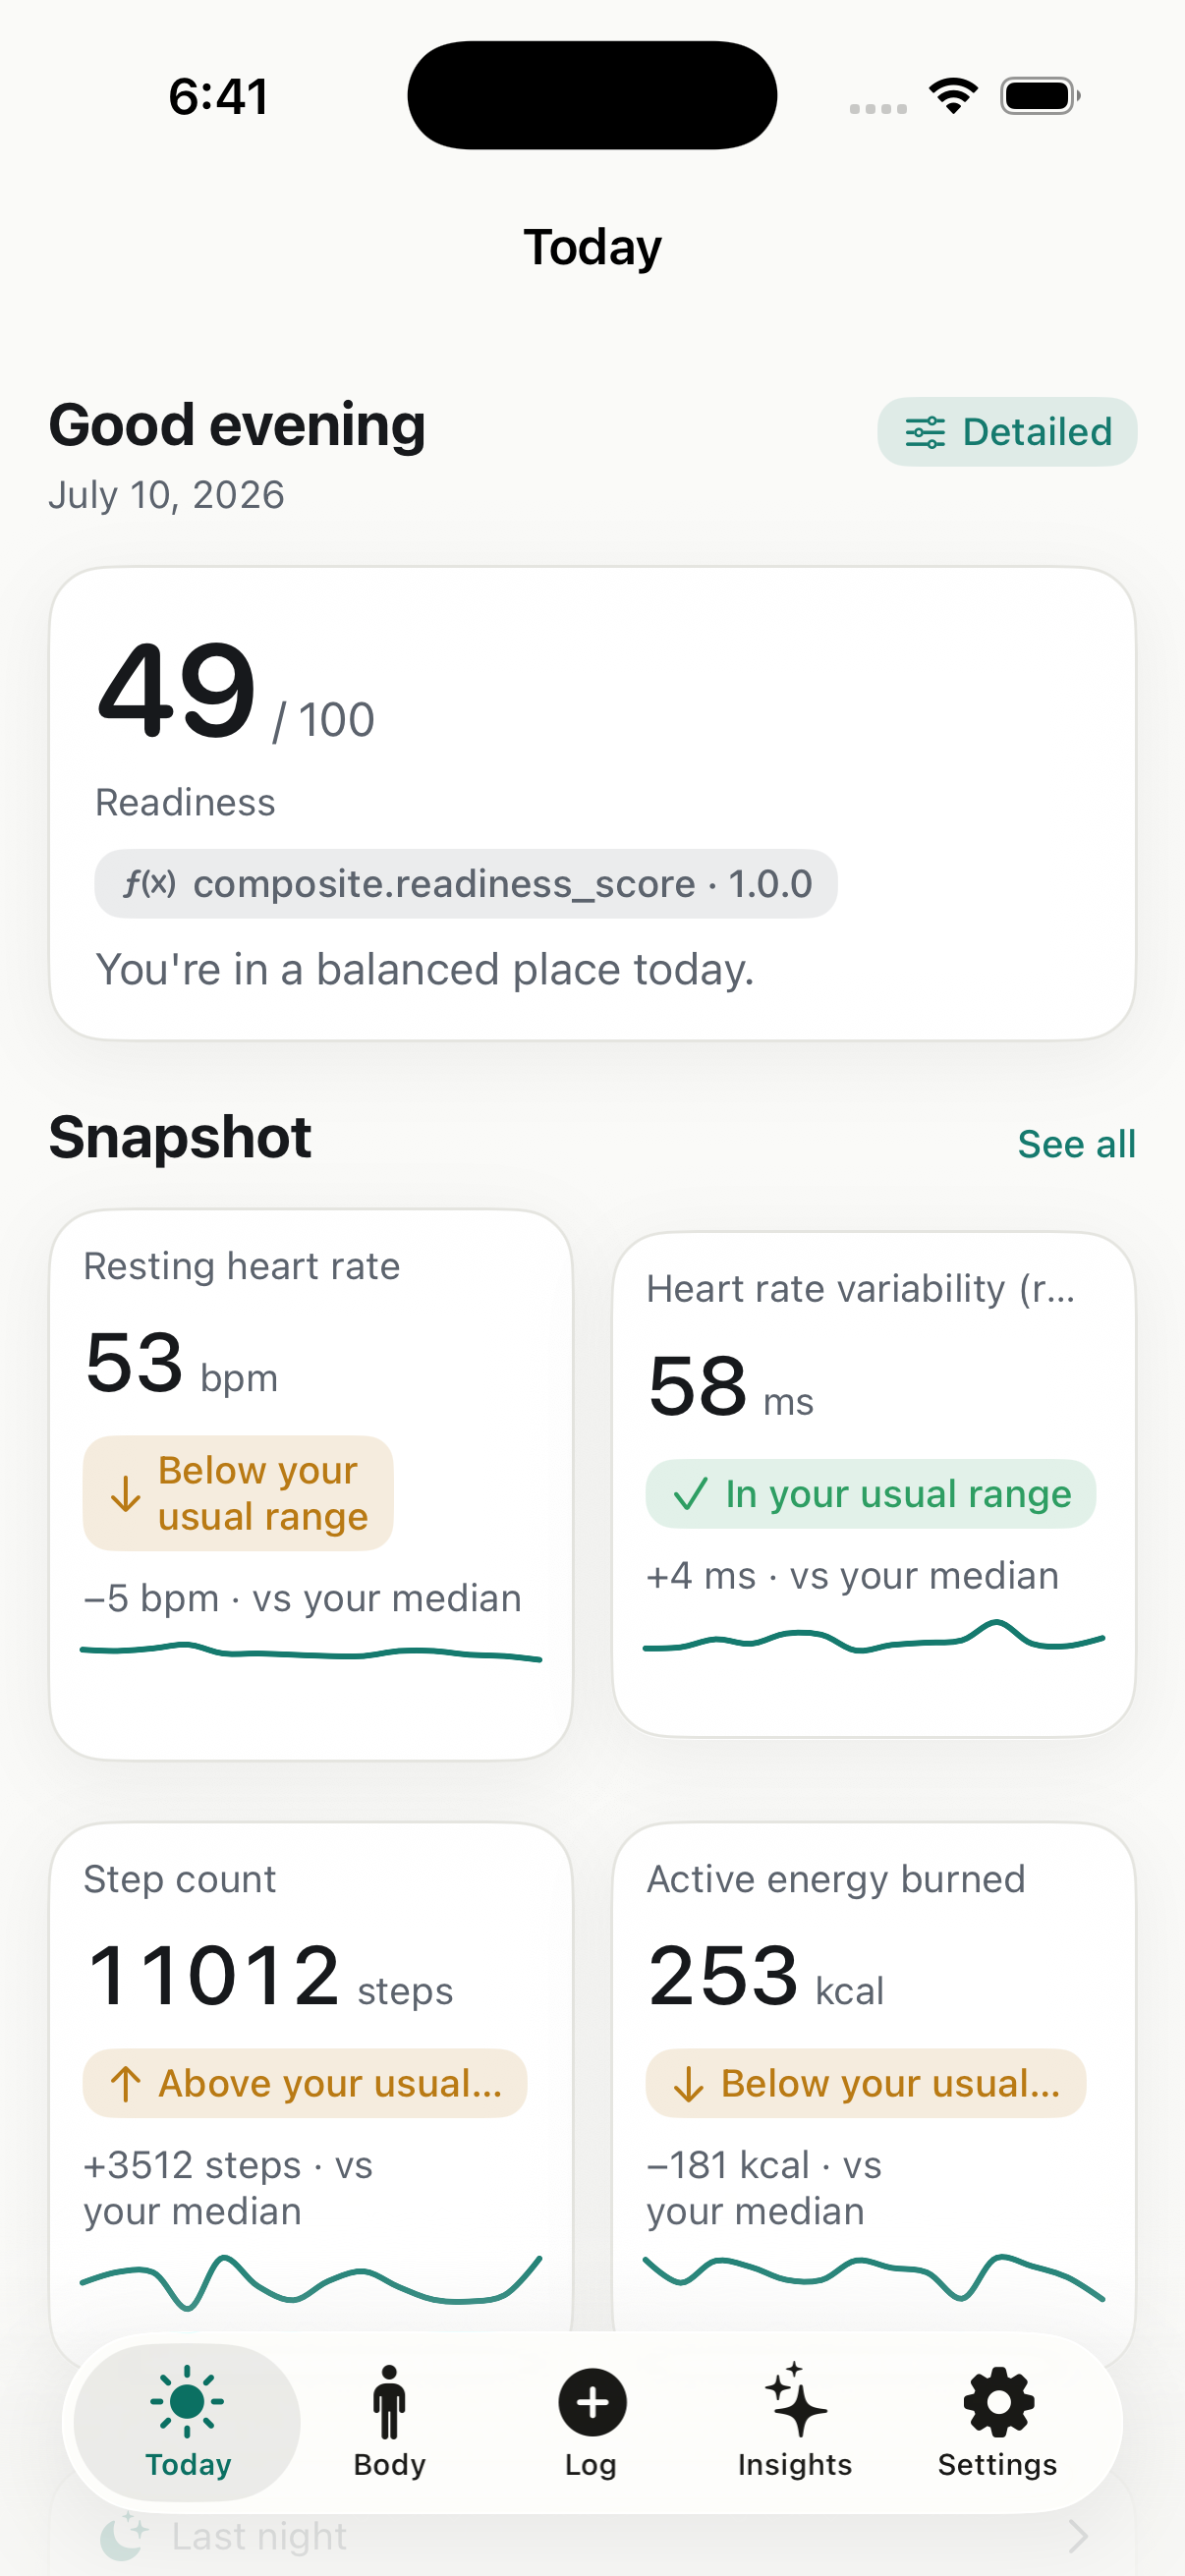 6:41
Today
Good evening
Detailed
July 10, 2026
49 / 100
Readiness
f(x) composite.readiness_score · 1.0.0
You're in a balanced place today.
Snapshot
See all
Resting heart rate
53 bpm
↓ Below your
usual range
−5 bpm · vs your median
Heart rate variability (r...
58 ms
✓ In your usual range
+4 ms · vs your median
Step count
11012 steps
↑ Above your usual...
+3512 steps · vs
your median
Active energy burned
253 kcal
↓ Below your usual...
−181 kcal · vs
your median
Today
Body
Log
Insights
Settings
Last night